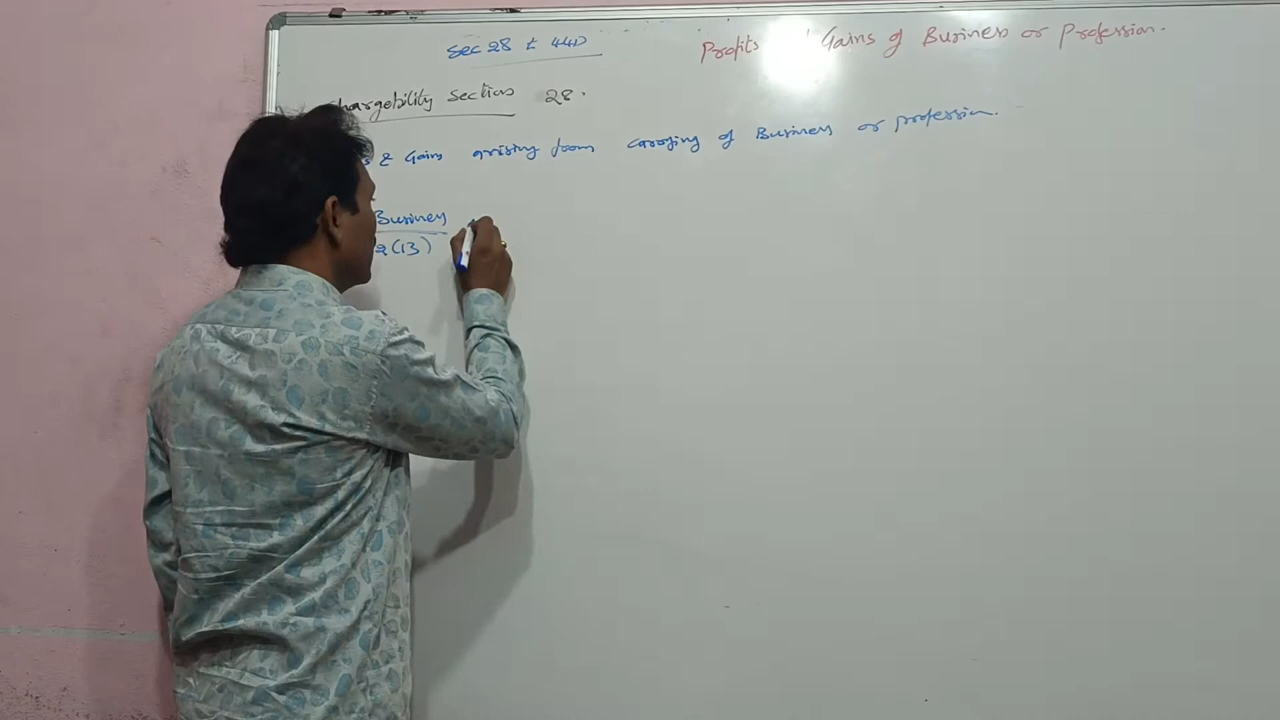 Sec 28 t 44D
Profits Gains of Business or Profession.
hargebility Section 28.
s & Gains arising from carrying of Business or profession.
Business
2(13)